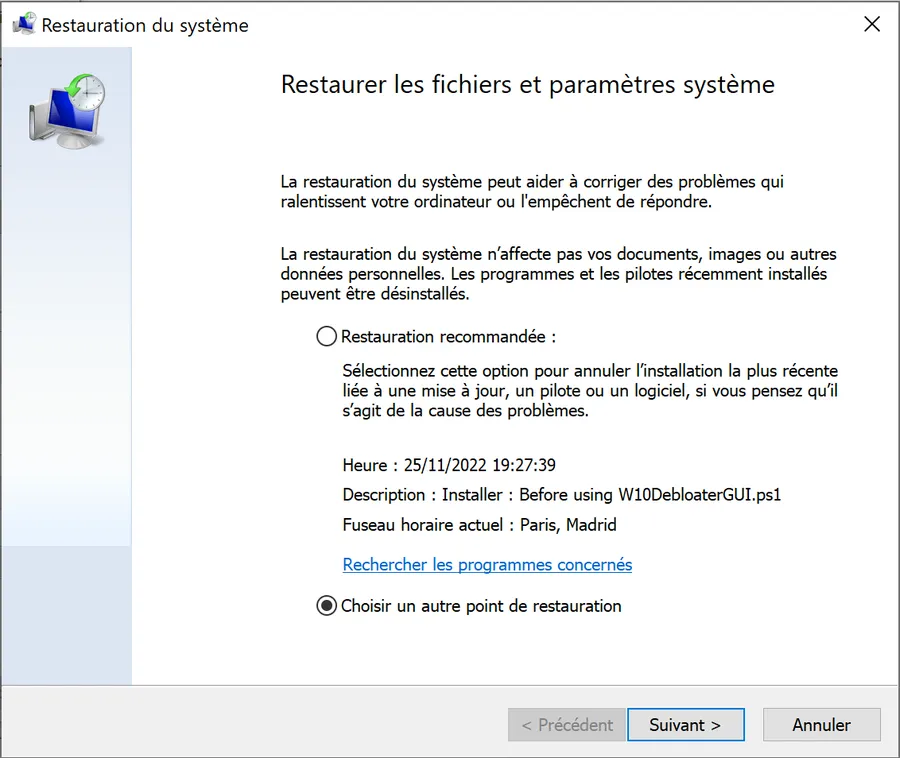 Restauration du système
Restaurer les fichiers et paramètres système
La restauration du système peut aider à corriger des problèmes qui
ralentissent votre ordinateur ou l'empêchent de répondre.
La restauration du système n’affecte pas vos documents, images ou autres
données personnelles. Les programmes et les pilotes récemment installés
peuvent être désinstallés.
Restauration recommandée :
Sélectionnez cette option pour annuler l’installation la plus récente
liée à une mise à jour, un pilote ou un logiciel, si vous pensez qu’il
s’agit de la cause des problèmes.
Heure : 25/11/2022 19:27:39
Description : Installer : Before using W10DebloaterGUI.ps1
Fuseau horaire actuel : Paris, Madrid
Rechercher les programmes concernés
Choisir un autre point de restauration
< Précédent Suivant > Annuler